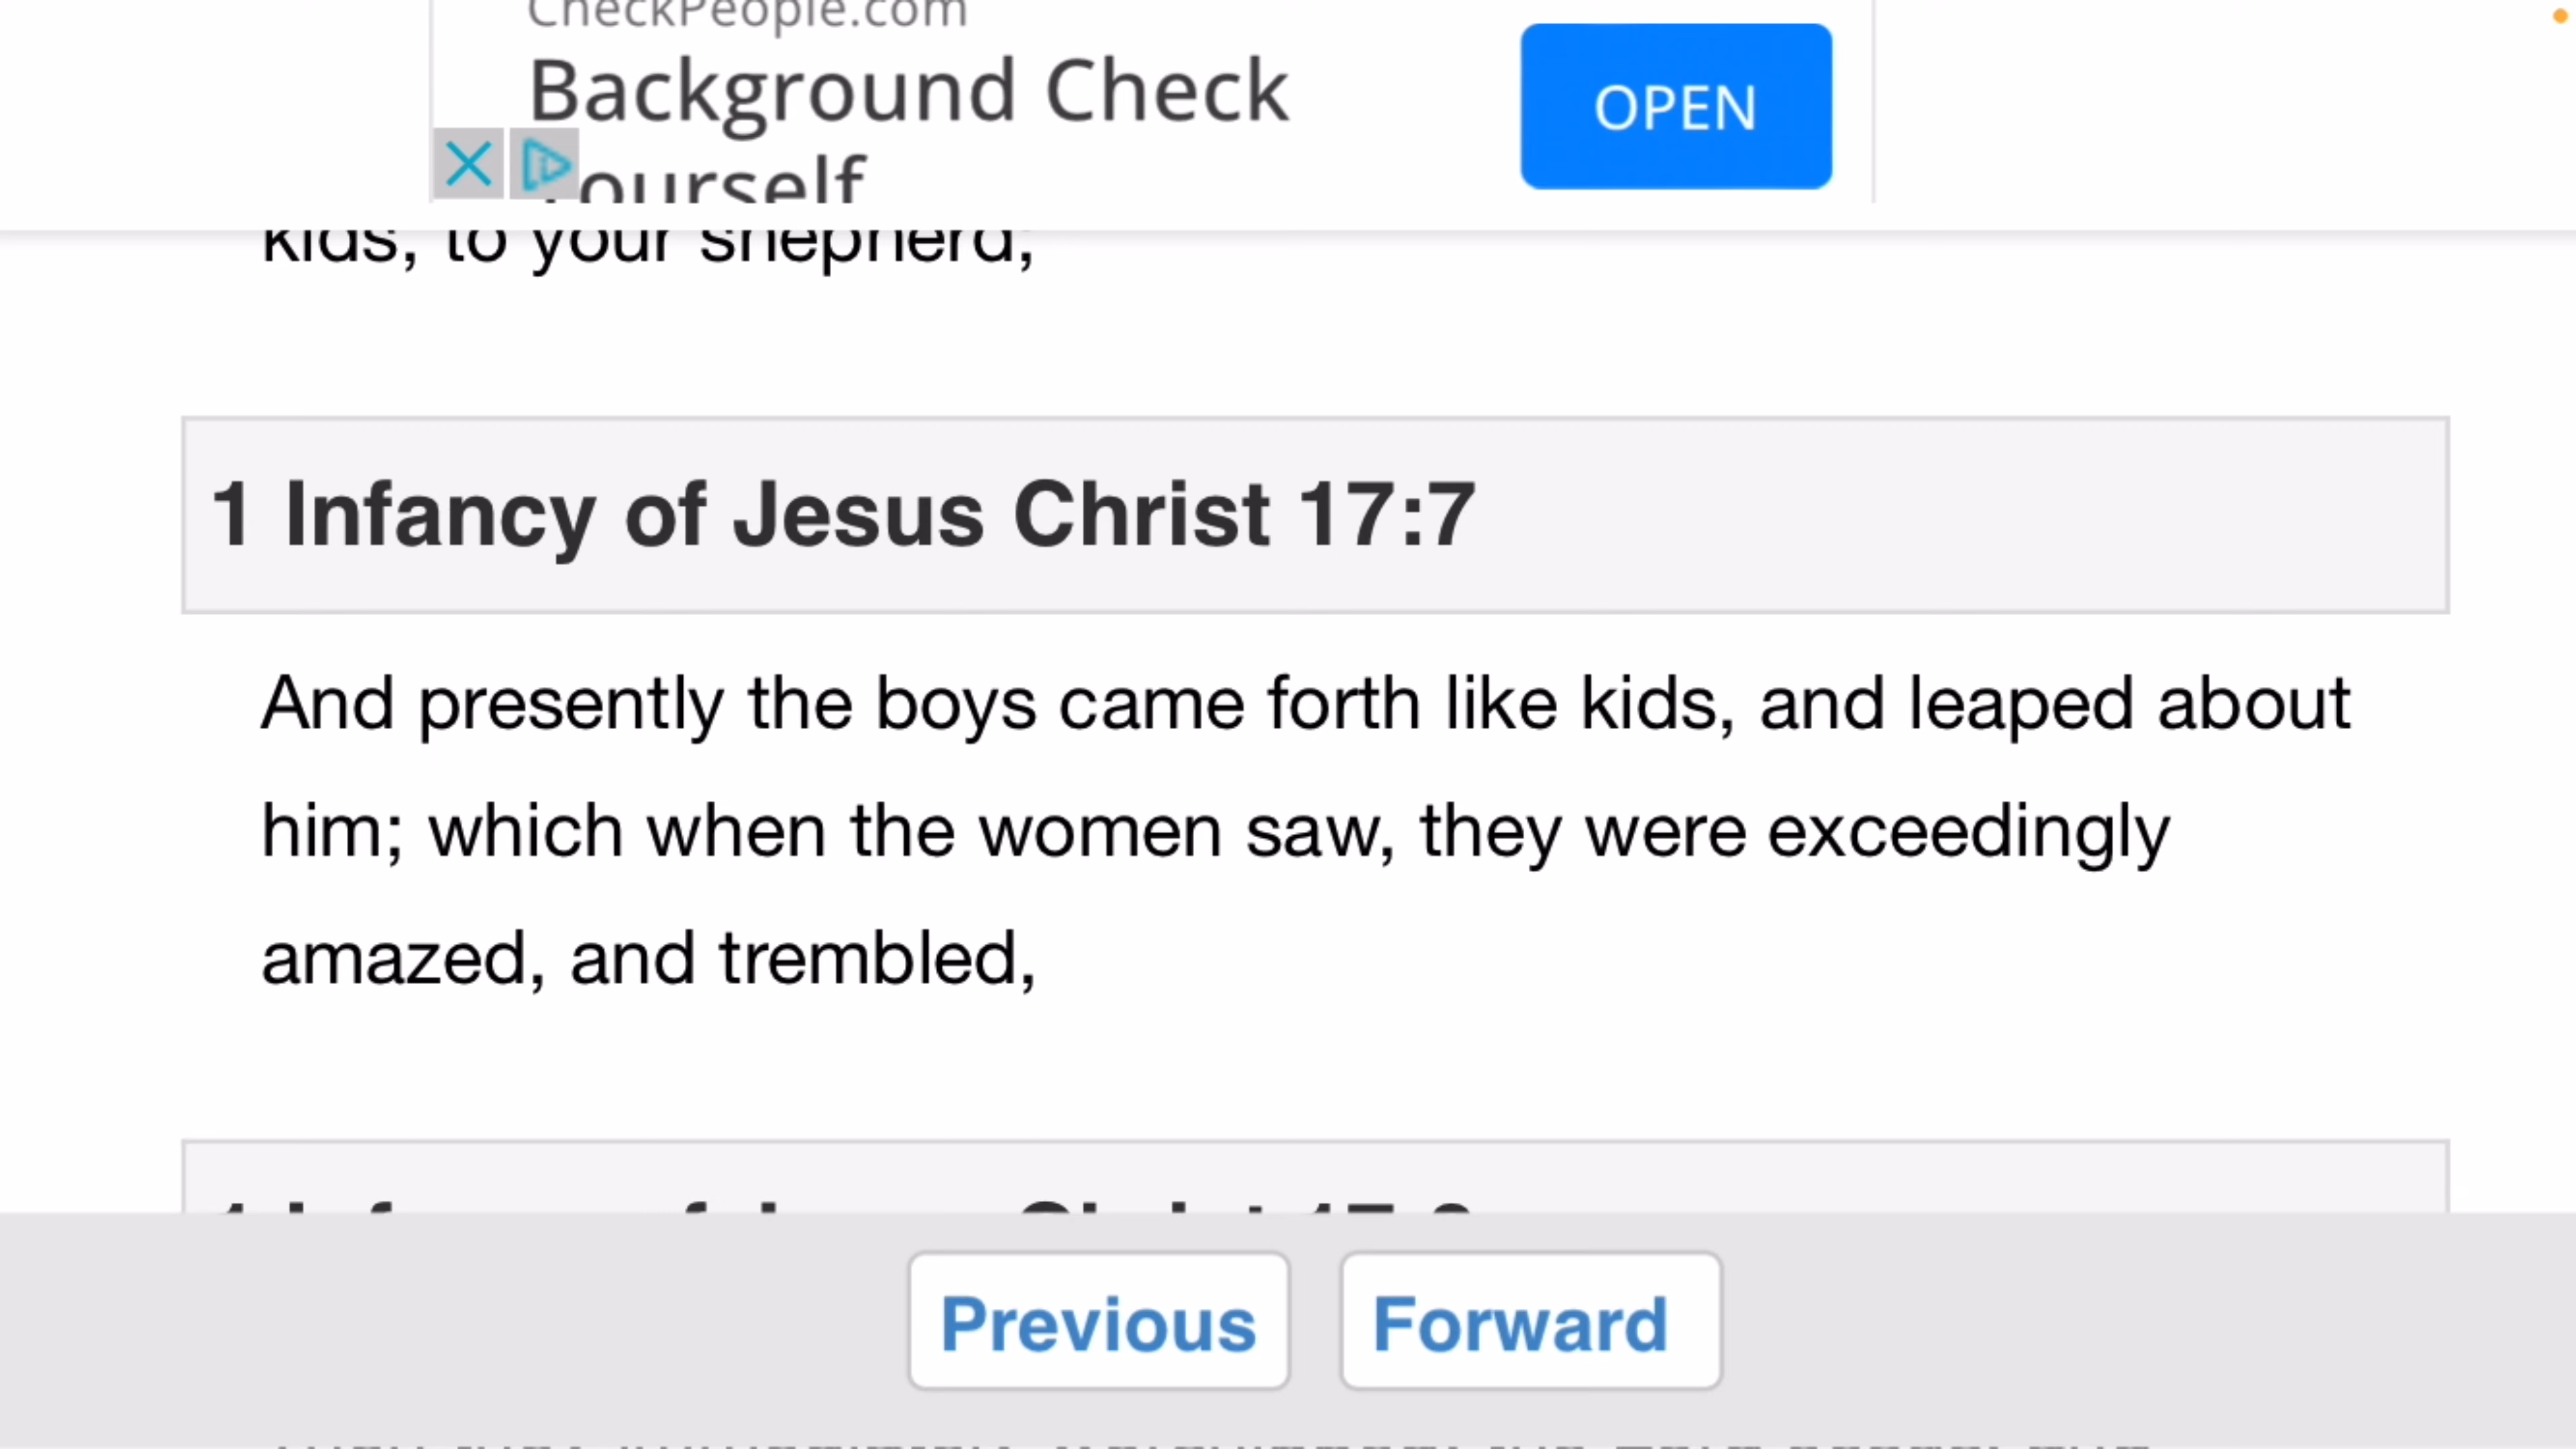 CheckPeople.com
Background Check
Yourself
OPEN
kids, to your shepherd;
1 Infancy of Jesus Christ 17:7
And presently the boys came forth like kids, and leaped about
him; which when the women saw, they were exceedingly
amazed, and trembled,
Previous
Forward